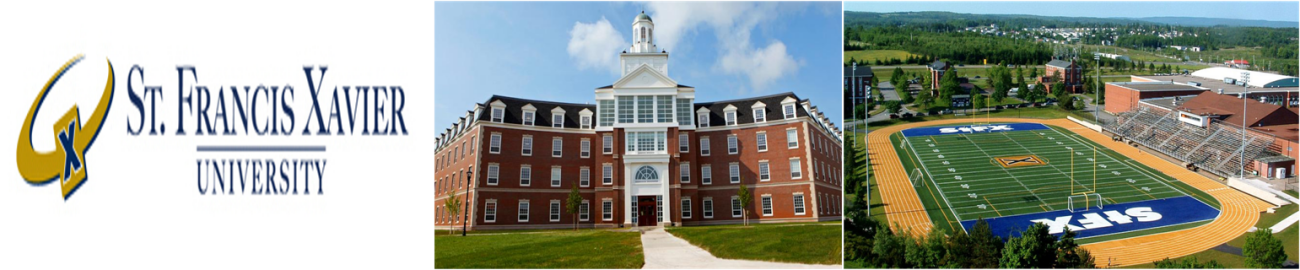 X
ST. FRANCIS XAVIER
UNIVERSITY
StFX
X
StFX